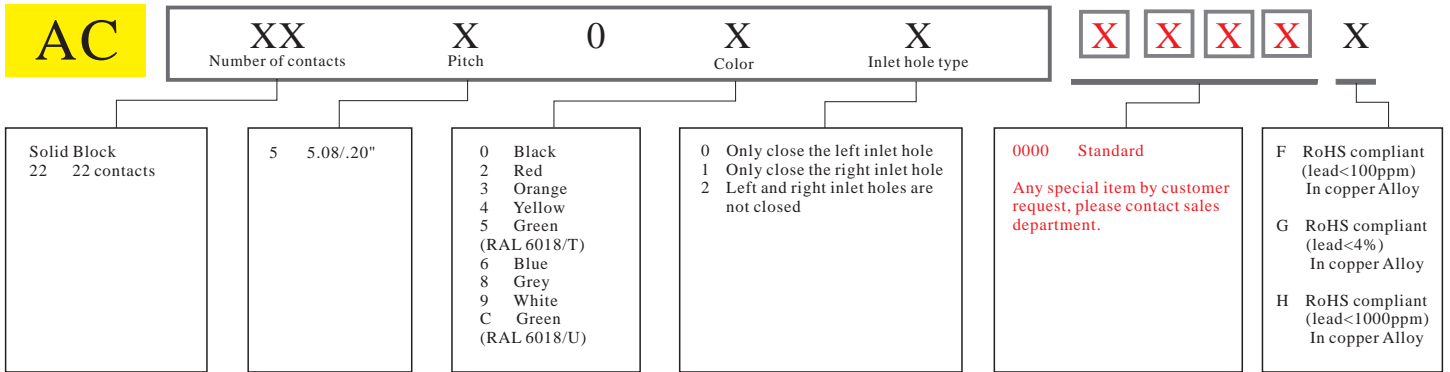 AC XX X 0 X X X X X X X
Number of contacts Pitch Color Inlet hole type
Solid Block
22 22 contacts
5 5.08/.20"
0 Black
2 Red
3 Orange
4 Yellow
5 Green
(RAL 6018/T)
6 Blue
8 Grey
9 White
C Green
(RAL 6018/U)
0 Only close the left inlet hole
1 Only close the right inlet hole
2 Left and right inlet holes are
not closed
0000 Standard
Any special item by customer
request, please contact sales
department.
F RoHS compliant
(lead<100ppm)
In copper Alloy
G RoHS compliant
(lead<4%)
In copper Alloy
H RoHS compliant
(lead<1000ppm)
In copper Alloy